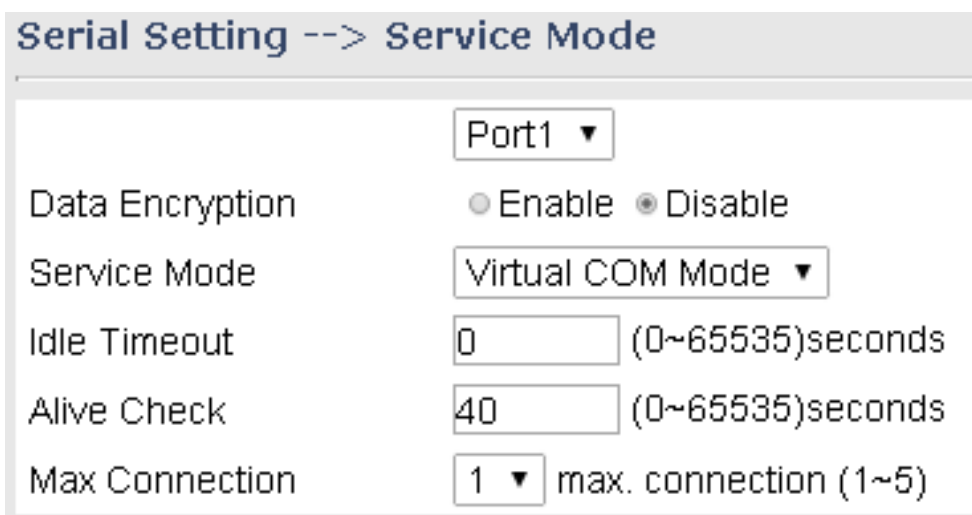 Serial Setting --> Service Mode
Port1
Data Encryption Enable Disable
Service Mode Virtual COM Mode
Idle Timeout 0 (0~65535)seconds
Alive Check 40 (0~65535)seconds
Max Connection 1 max. connection (1~5)